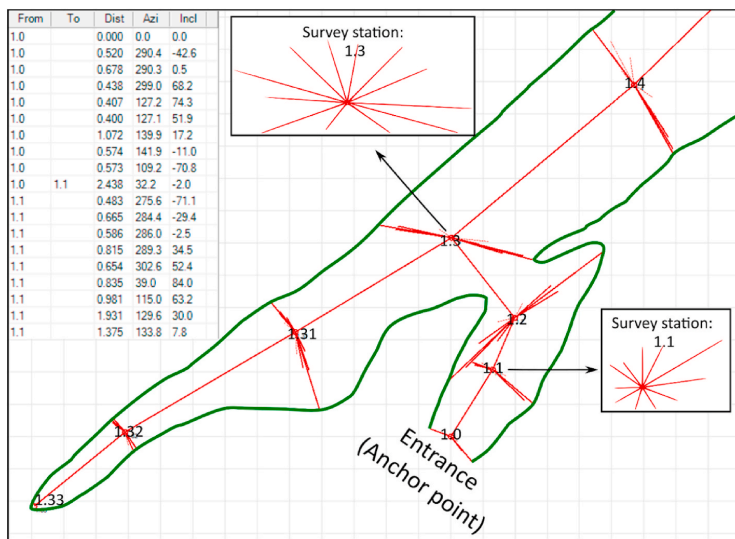 From To Dist Azi Incl
1.0 0.000 0.0 0.0
1.0 0.520 290.4 -42.6
1.0 0.678 290.3 0.5
1.0 0.438 299.0 68.2
1.0 0.407 127.2 74.3
1.0 0.400 127.1 51.9
1.0 1.072 139.9 17.2
1.0 0.574 141.9 -11.0
1.0 0.573 109.2 -70.8
1.0 1.1 2.438 32.2 -2.0
1.1 0.483 275.6 -71.1
1.1 0.665 284.4 -29.4
1.1 0.586 286.0 -2.5
1.1 0.815 289.3 34.5
1.1 0.654 302.6 52.4
1.1 0.835 39.0 84.0
1.1 0.981 115.0 63.2
1.1 1.931 129.6 30.0
1.1 1.375 133.8 7.8
Survey station:
1.3
1.4
1.3
1.2
1.31
Survey station:
1.1
1.1
1.32
1.0
Entrance
(Anchor point)
1.33